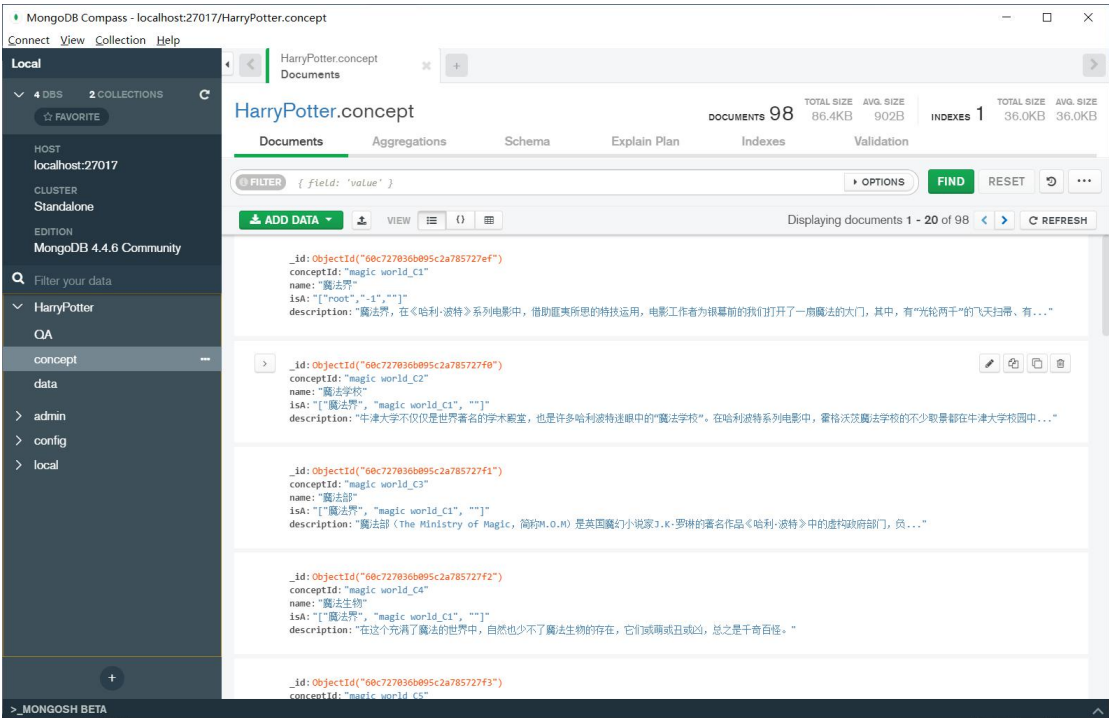 MongoDB Compass - localhost:27017/HarryPotter.concept
Connect View Collection Help
Local
4 DBS 2 COLLECTIONS
FAVORITE
HOST
localhost:27017
CLUSTER
Standalone
EDITION
MongoDB 4.4.6 Community
Filter your data
HarryPotter
QA
concept
data
admin
config
local
>_MONGOSH BETA
HarryPotter.concept
Documents
HarryPotter.concept
DOCUMENTS 98 TOTAL SIZE 86.4KB AVG. SIZE 902B INDEXES 1 TOTAL SIZE 36.0KB AVG. SIZE 36.0KB
Documents Aggregations Schema Explain Plan Indexes Validation
FILTER { field: 'value' } OPTIONS FIND RESET
ADD DATA VIEW Displaying documents 1 - 20 of 98 REFRESH
_id: ObjectId("60c727036b095c2a785727ef")
conceptId: "magic world_C1"
name: "魔法界"
isA: "["root","-1",""]"
description: "魔法界，在《哈利·波特》系列电影中，借助匪夷所思的特技运用，电影工作者为银幕前的我们打开了一扇魔法的大门，其中，有“光轮两千”的飞天扫帚、有..."
_id: ObjectId("60c727036b095c2a785727f0")
conceptId: "magic world_C2"
name: "魔法学校"
isA: "["魔法界", "magic world_C1", ""]"
description: "牛津大学不仅仅是世界著名的学术殿堂，也是许多哈利波特迷眼中的“魔法学校”。在哈利波特系列电影中，霍格沃茨魔法学校的不少取景都在牛津大学校园中..."
_id: ObjectId("60c727036b095c2a785727f1")
conceptId: "magic world_C3"
name: "魔法部"
isA: "["魔法界", "magic world_C1", ""]"
description: "魔法部（The Ministry of Magic，简称M.O.M）是英国魔幻小说家J.K·罗琳的著名作品《哈利·波特》中的虚构政府部门，负..."
_id: ObjectId("60c727036b095c2a785727f2")
conceptId: "magic world_C4"
name: "魔法生物"
isA: "["魔法界", "magic world_C1", ""]"
description: "在这个充满了魔法的世界中，自然也少不了魔法生物的存在，它们或萌或丑或凶，总之是千奇百怪。"
_id: ObjectId("60c727036b095c2a785727f3")
conceptId: "magic world_C5"